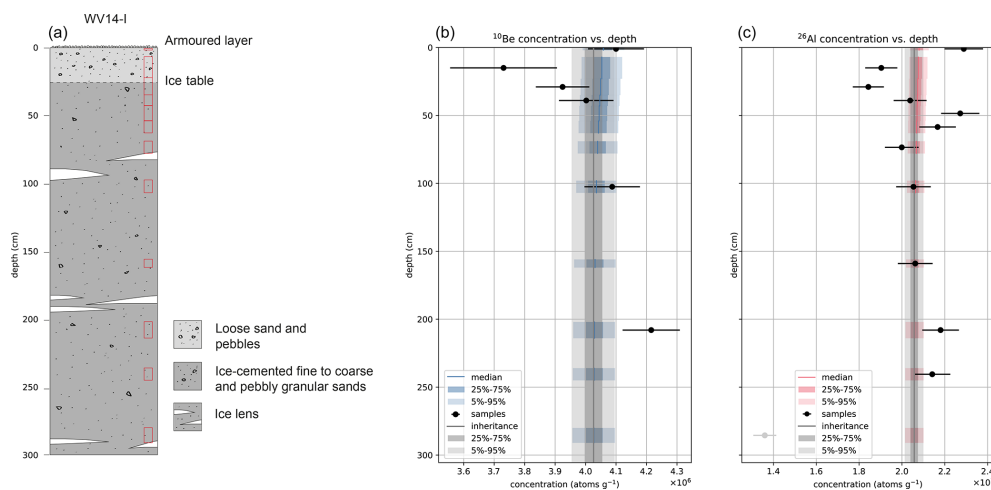 WV14-I
(a)
Armoured layer
Ice table
0
50
100
150
200
250
300
depth (cm)
Loose sand and
pebbles
Ice-cemented fine to coarse
and pebbly granular sands
Ice lens
(b)
¹⁰Be concentration vs. depth
0
50
100
150
200
250
300
depth (cm)
median
25%-75%
5%-95%
samples
inheritance
25%-75%
5%-95%
3.6 3.7 3.8 3.9 4.0 4.1 4.2 4.3
concentration (atoms g⁻¹)
×10⁶
(c)
²⁶Al concentration vs. depth
0
50
100
150
200
250
300
depth (cm)
median
25%-75%
5%-95%
samples
inheritance
25%-75%
5%-95%
1.4 1.6 1.8 2.0 2.2 2.4
concentration (atoms g⁻¹)
×10